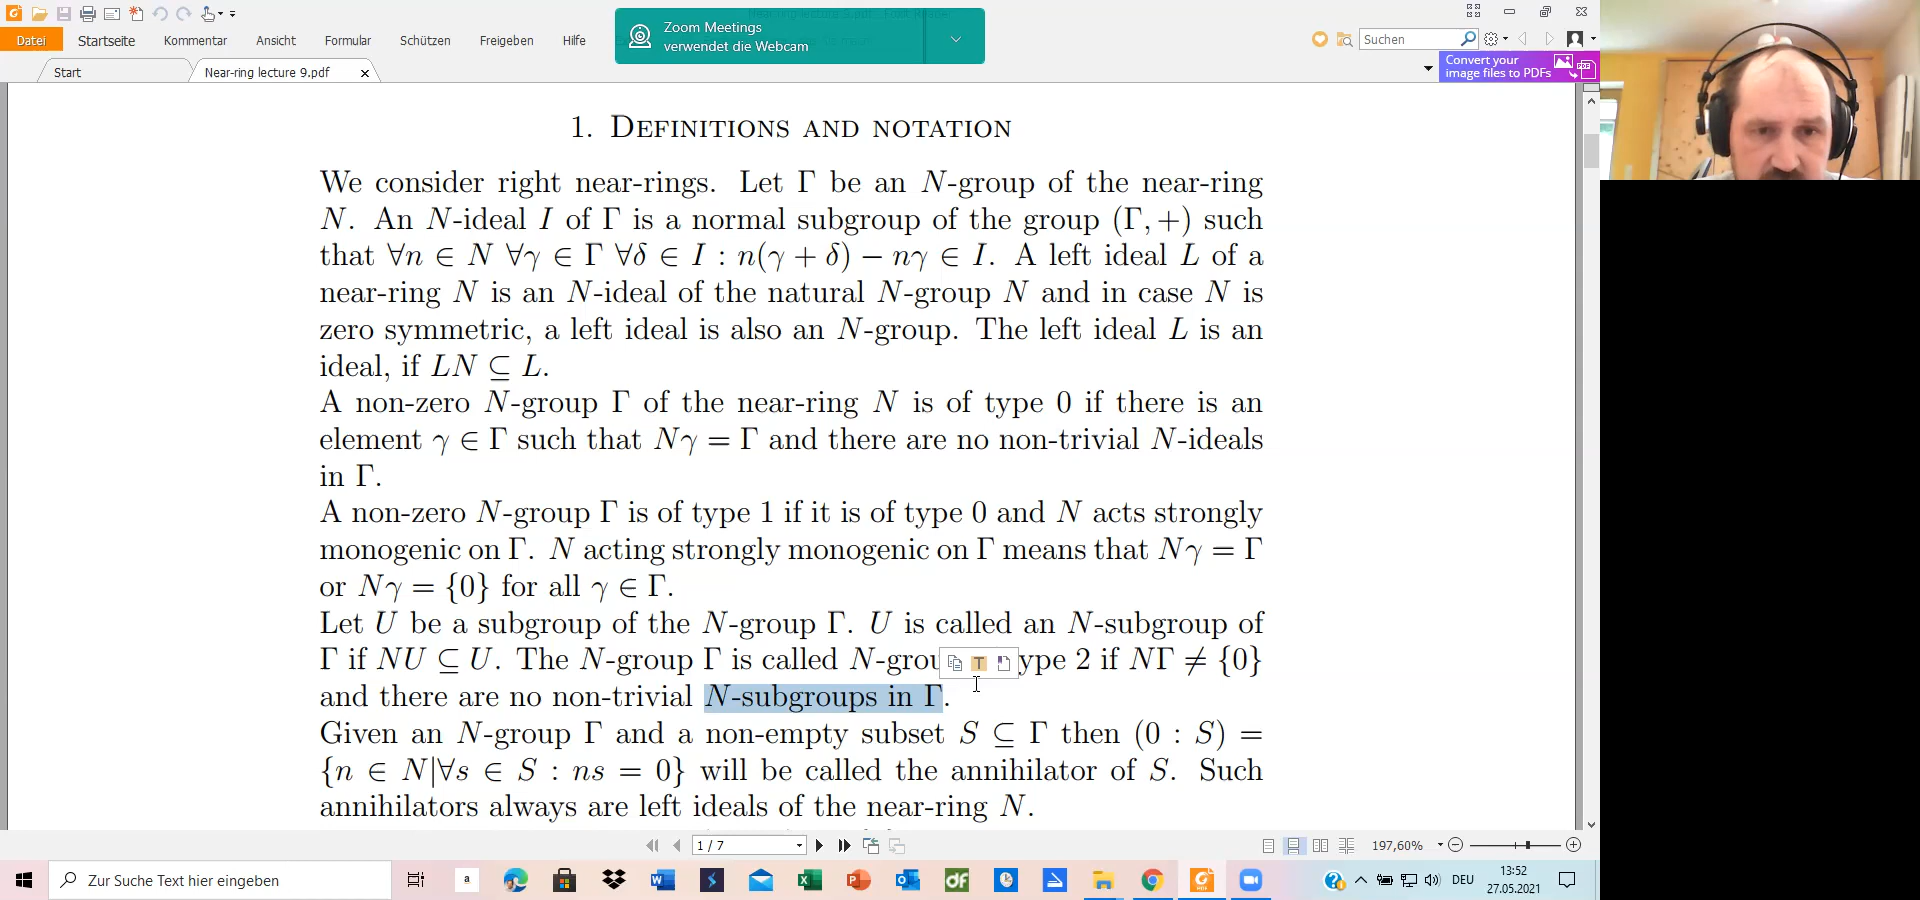 Zoom Meetings
verwendet die Webcam
Datei Startseite Kommentar Ansicht Formular Schützen Freigeben Hilfe
Suchen
Start
Near-ring lecture 9.pdf
Convert your
image files to PDFs
1. DEFINITIONS AND NOTATION
We consider right near-rings. Let Γ be an N-group of the near-ring
N. An N-ideal I of Γ is a normal subgroup of the group (Γ, +) such
that ∀n ∈ N ∀γ ∈ Γ ∀δ ∈ I : n(γ + δ) − nγ ∈ I. A left ideal L of a
near-ring N is an N-ideal of the natural N-group N and in case N is
zero symmetric, a left ideal is also an N-group. The left ideal L is an
ideal, if LN ⊆ L.
A non-zero N-group Γ of the near-ring N is of type 0 if there is an
element γ ∈ Γ such that Nγ = Γ and there are no non-trivial N-ideals
in Γ.
A non-zero N-group Γ is of type 1 if it is of type 0 and N acts strongly
monogenic on Γ. N acting strongly monogenic on Γ means that Nγ = Γ
or Nγ = {0} for all γ ∈ Γ.
Let U be a subgroup of the N-group Γ. U is called an N-subgroup of
Γ if NU ⊆ U. The N-group Γ is called N-grou ype 2 if NΓ ≠ {0}
and there are no non-trivial N-subgroups in Γ.
Given an N-group Γ and a non-empty subset S ⊆ Γ then (0 : S) =
{n ∈ N|∀s ∈ S : ns = 0} will be called the annihilator of S. Such
annihilators always are left ideals of the near-ring N.
1 / 7
197,60%
Zur Suche Text hier eingeben
DEU
13:52
27.05.2021